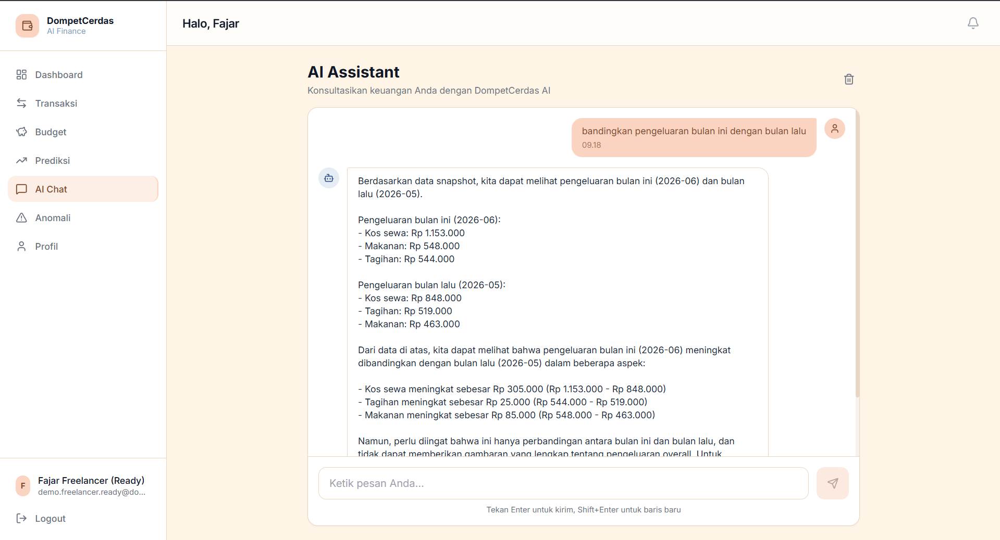 DompetCerdas
AI Finance
Dashboard
Transaksi
Budget
Prediksi
AI Chat
Anomali
Profil
F
Fajar Freelancer (Ready)
demo.freelancer.ready@do...
Logout
Halo, Fajar
AI Assistant
Konsultasikan keuangan Anda dengan DompetCerdas AI
bandingkan pengeluaran bulan ini dengan bulan lalu
09.18
Berdasarkan data snapshot, kita dapat melihat pengeluaran bulan ini (2026-06) dan bulan
lalu (2026-05).
Pengeluaran bulan ini (2026-06):
- Kos sewa: Rp 1.153.000
- Makanan: Rp 548.000
- Tagihan: Rp 544.000
Pengeluaran bulan lalu (2026-05):
- Kos sewa: Rp 848.000
- Tagihan: Rp 519.000
- Makanan: Rp 463.000
Dari data di atas, kita dapat melihat bahwa pengeluaran bulan ini (2026-06) meningkat
dibandingkan dengan bulan lalu (2026-05) dalam beberapa aspek:
- Kos sewa meningkat sebesar Rp 305.000 (Rp 1.153.000 - Rp 848.000)
- Tagihan meningkat sebesar Rp 25.000 (Rp 544.000 - Rp 519.000)
- Makanan meningkat sebesar Rp 85.000 (Rp 548.000 - Rp 463.000)
Namun, perlu diingat bahwa ini hanya perbandingan antara bulan ini dan bulan lalu, dan
tidak dapat memberikan gambaran yang lengkap tentang pengeluaran overall. Untuk
Ketik pesan Anda...
Tekan Enter untuk kirim, Shift+Enter untuk baris baru